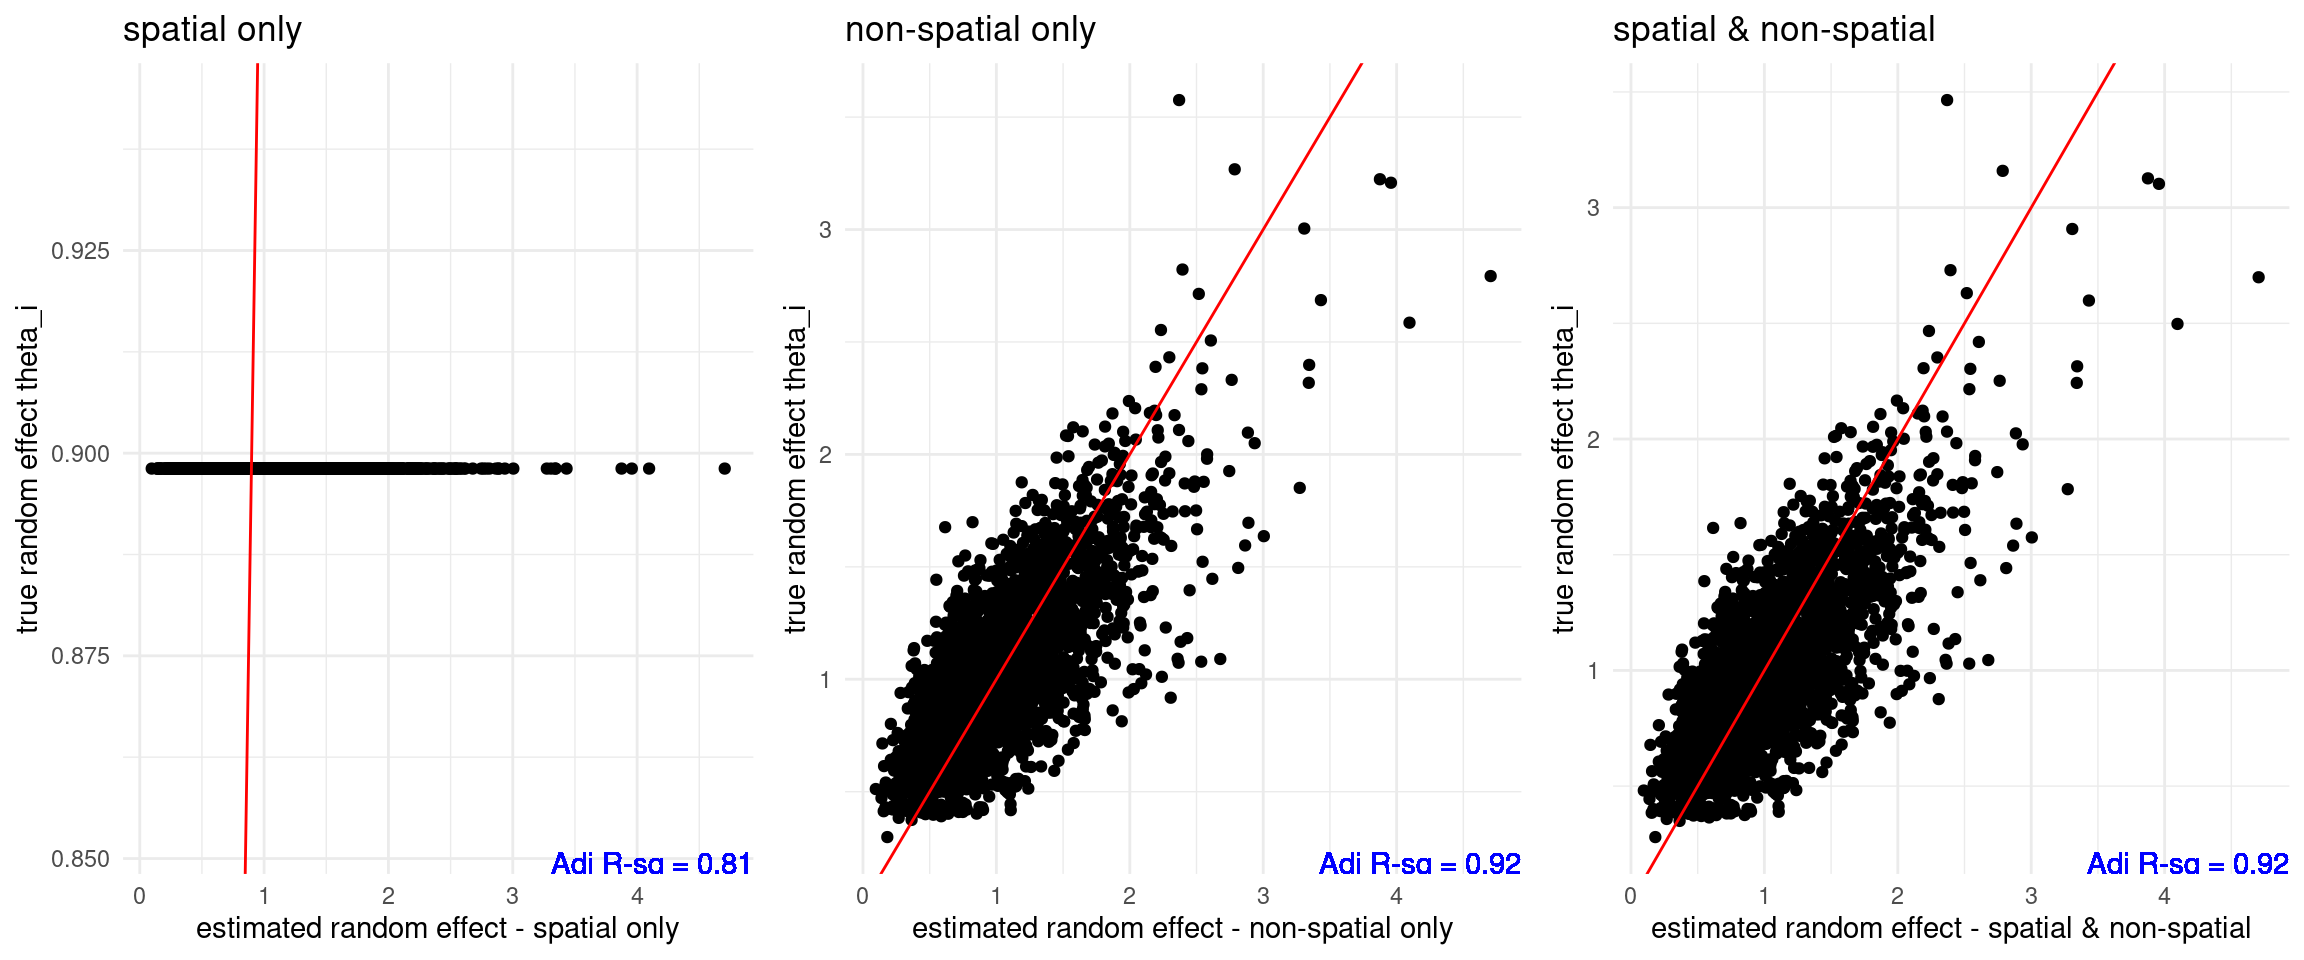 spatial only
true random effect theta_i
0.925
0.900
0.875
0.850
Adj R-sq = 0.81
0 1 2 3 4
estimated random effect - spatial only
non-spatial only
true random effect theta_i
3
2
1
Adj R-sq = 0.92
0 1 2 3 4
estimated random effect - non-spatial only
spatial & non-spatial
true random effect theta_i
3
2
1
Adj R-sq = 0.92
0 1 2 3 4
estimated random effect - spatial & non-spatial